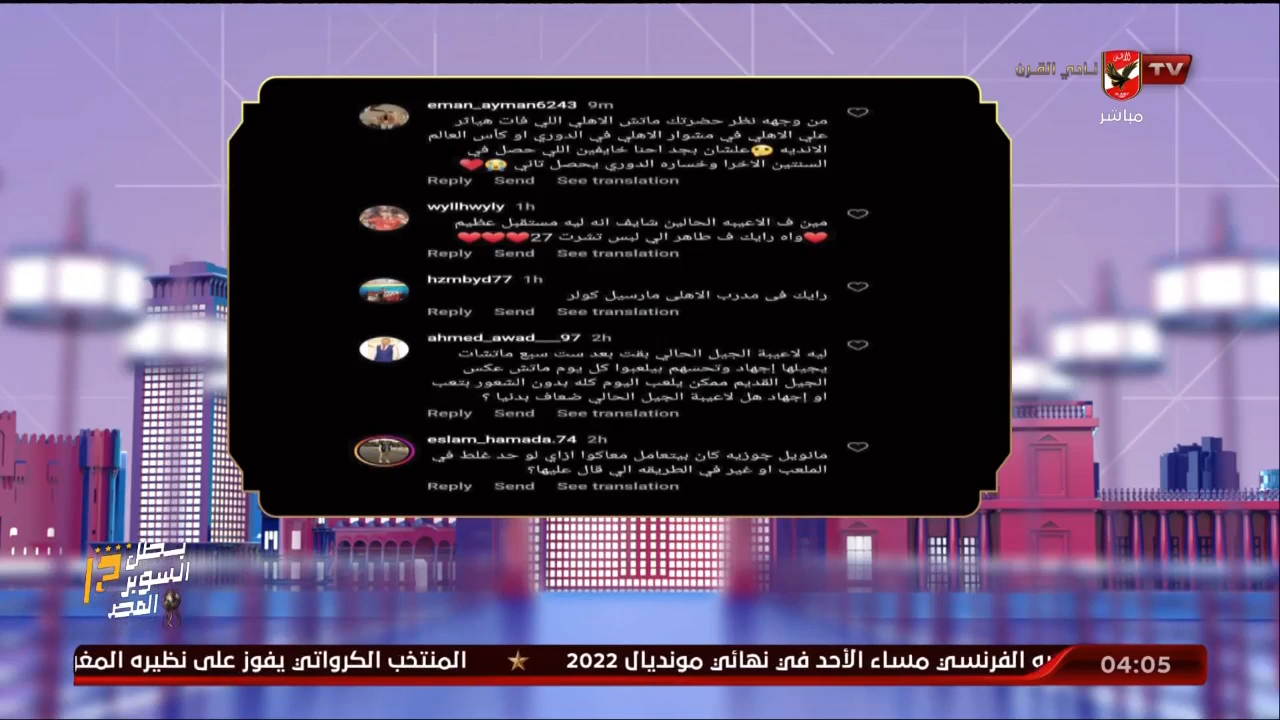 نادي القرن
الأهلي
TV
مباشر
eman_ayman6243 9m
من وجهه نظر حضرتك ماتش الاهلي اللي فات هياثر
علي الاهلي في مشوار الاهلي في الدوري او كأس العالم
الانديه 🤔علشان بجد احنا خايفين اللي حصل في
السنتين الاخرا وخساره الدوري يحصل تاني 😭❤️
Reply Send See translation
wyllhwyly 1h
مين ف الاعيبه الحالين شايف انه ليه مستقبل عظيم
❤️واه رايك ف طاهر الي لبس تشرت 27❤️❤️❤️
Reply Send See translation
hzmbyd77 1h
رايك فى مدرب الاهلى مارسيل كولر
Reply Send See translation
ahmed_awad___97 2h
ليه لاعيبة الجيل الحالي بقت بعد ست سبع ماتشات
يجيلها إجهاد وتحسهم بيلعبوا كل يوم ماتش عكس
الجيل القديم ممكن يلعب اليوم كله بدون الشعور بتعب
او إجهاد هل لاعيبة الجيل الحالي ضعاف بدنيا ؟
Reply Send See translation
eslam_hamada.74 2h
مانويل جوزيه كان بيتعامل معاكوا ازاي لو حد غلط في
الملعب او غير في الطريقه الي قال عليها؟
Reply Send See translation
بطل
السوبر
المصر
04:05
الفرنسي مساء الأحد في نهائي مونديال 2022 ★ المنتخب الكرواتي يفوز على نظيره المغر